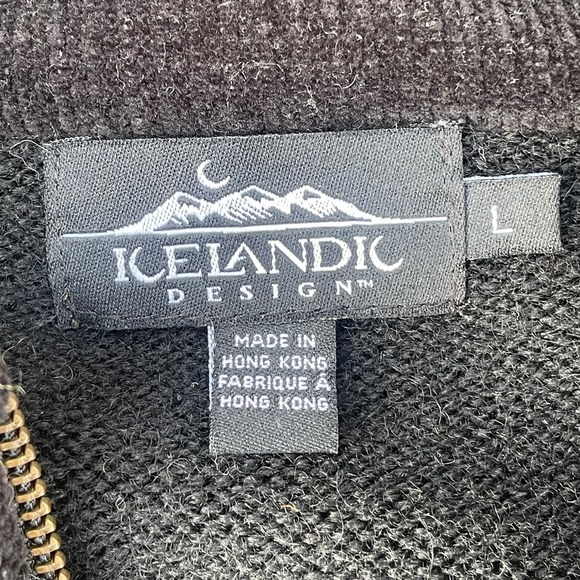 ICELANDIC
DESIGN™
L
MADE IN
HONG KONG
FABRIQUE À
HONG KONG